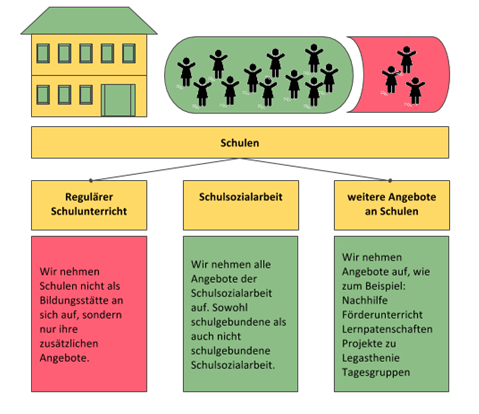 Schulen
Regulärer
Schulunterricht
Schulsozialarbeit
weitere Angebote
an Schulen
Wir nehmen
Schulen nicht als
Bildungsstätte an
sich auf, sondern
nur ihre
zusätzlichen
Angebote.
Wir nehmen alle
Angebote der
Schulsozialarbeit
auf. Sowohl
schulgebundene als
auch nicht
schulgebundene
Schulsozialarbeit.
Wir nehmen
Angebote auf, wie
zum Beispiel:
Nachhilfe
Förderunterricht
Lernpatenschaften
Projekte zu
Legasthenie
Tagesgruppen